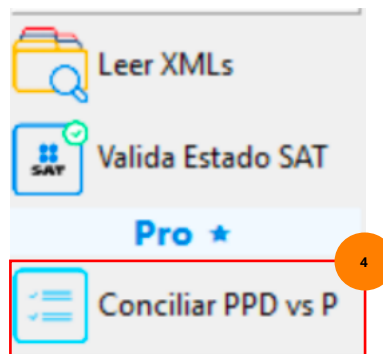 Leer XMLs
SAT
Valida Estado SAT
Pro
4
Conciliar PPD vs P